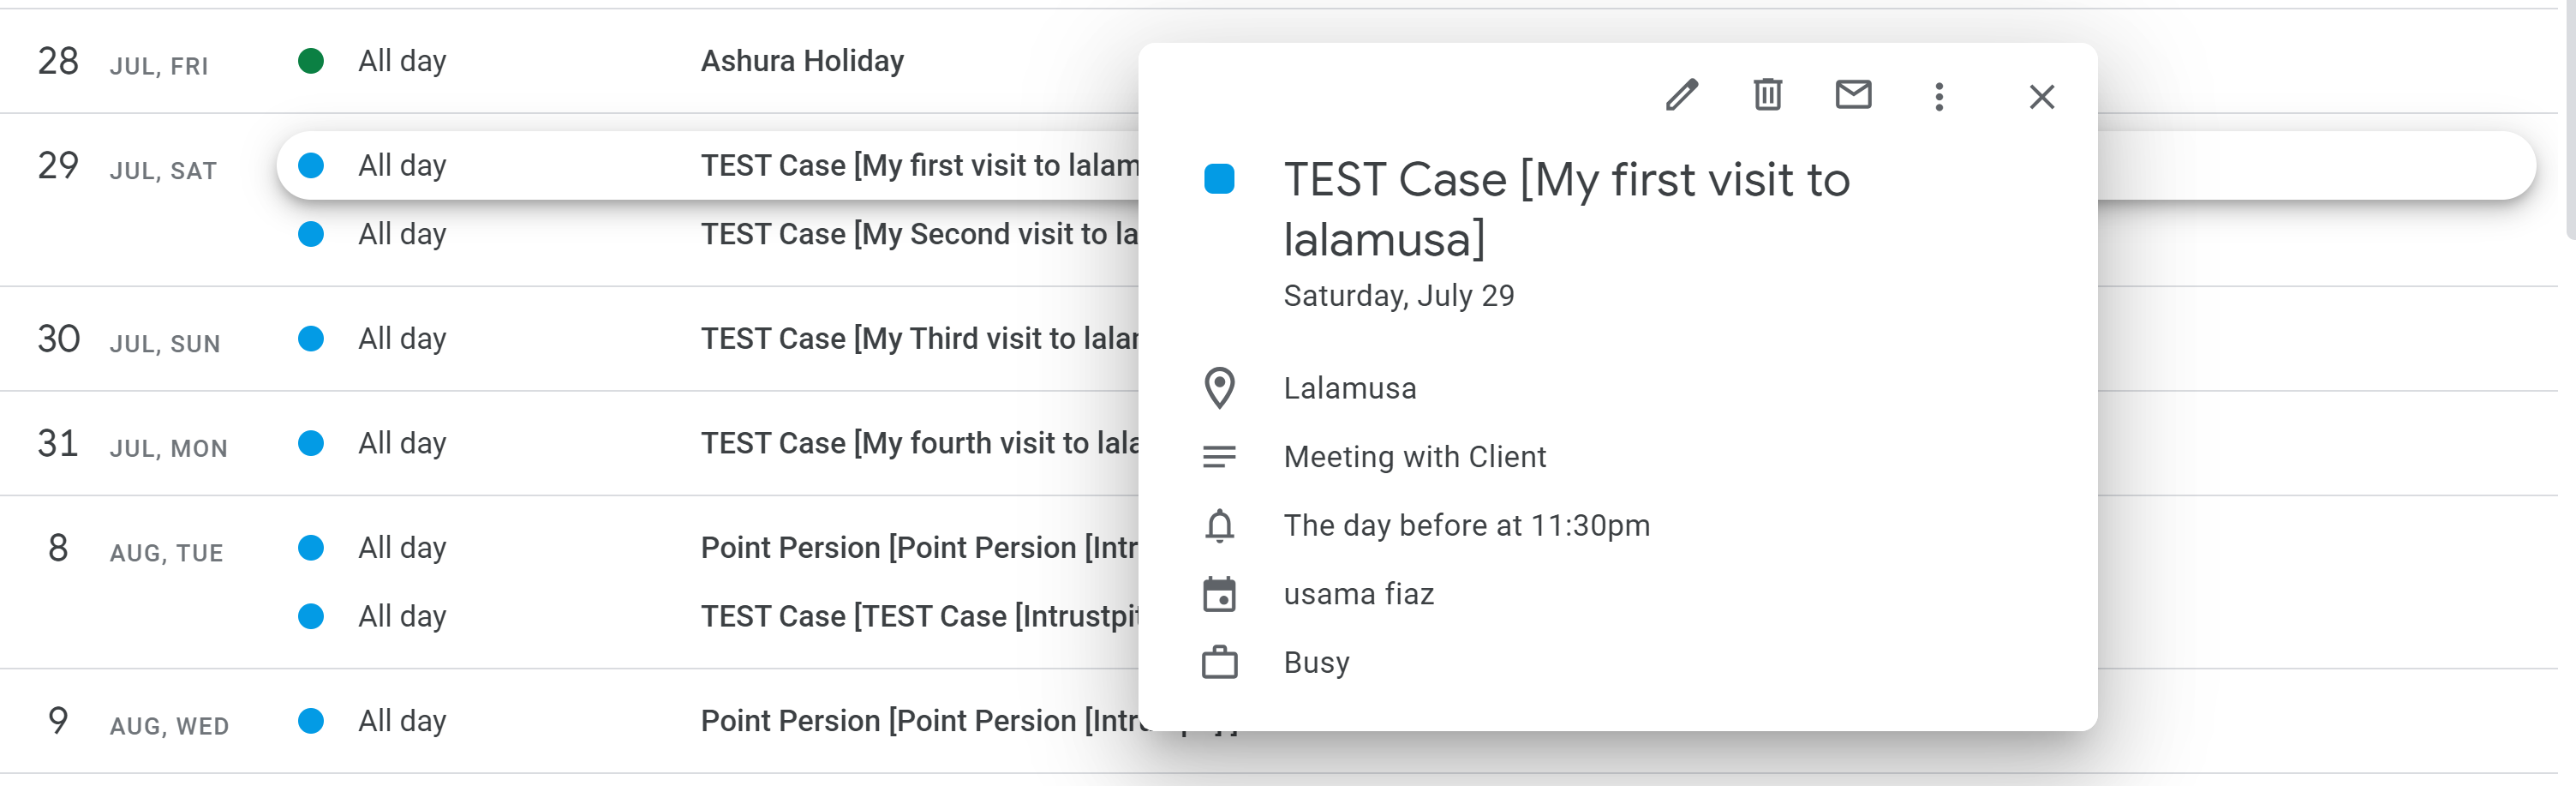 28 JUL, FRI All day Ashura Holiday
29 JUL, SAT All day TEST Case [My first visit to lalam
All day TEST Case [My Second visit to la
30 JUL, SUN All day TEST Case [My Third visit to lalam
31 JUL, MON All day TEST Case [My fourth visit to lala
8 AUG, TUE All day Point Persion [Point Persion [Intr
All day TEST Case [TEST Case [Intrustpit
9 AUG, WED All day Point Persion [Point Persion [Intr
TEST Case [My first visit to
lalamusa]
Saturday, July 29
Lalamusa
Meeting with Client
The day before at 11:30pm
usama fiaz
Busy